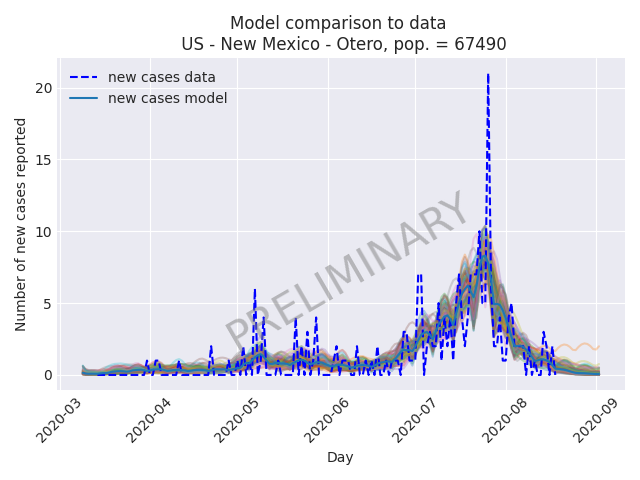 Model comparison to data
US - New Mexico - Otero, pop. = 67490
new cases data
new cases model
PRELIMINARY
Number of new cases reported
20
15
10
5
0
2020-03
2020-04
2020-05
2020-06
2020-07
2020-08
2020-09
Day